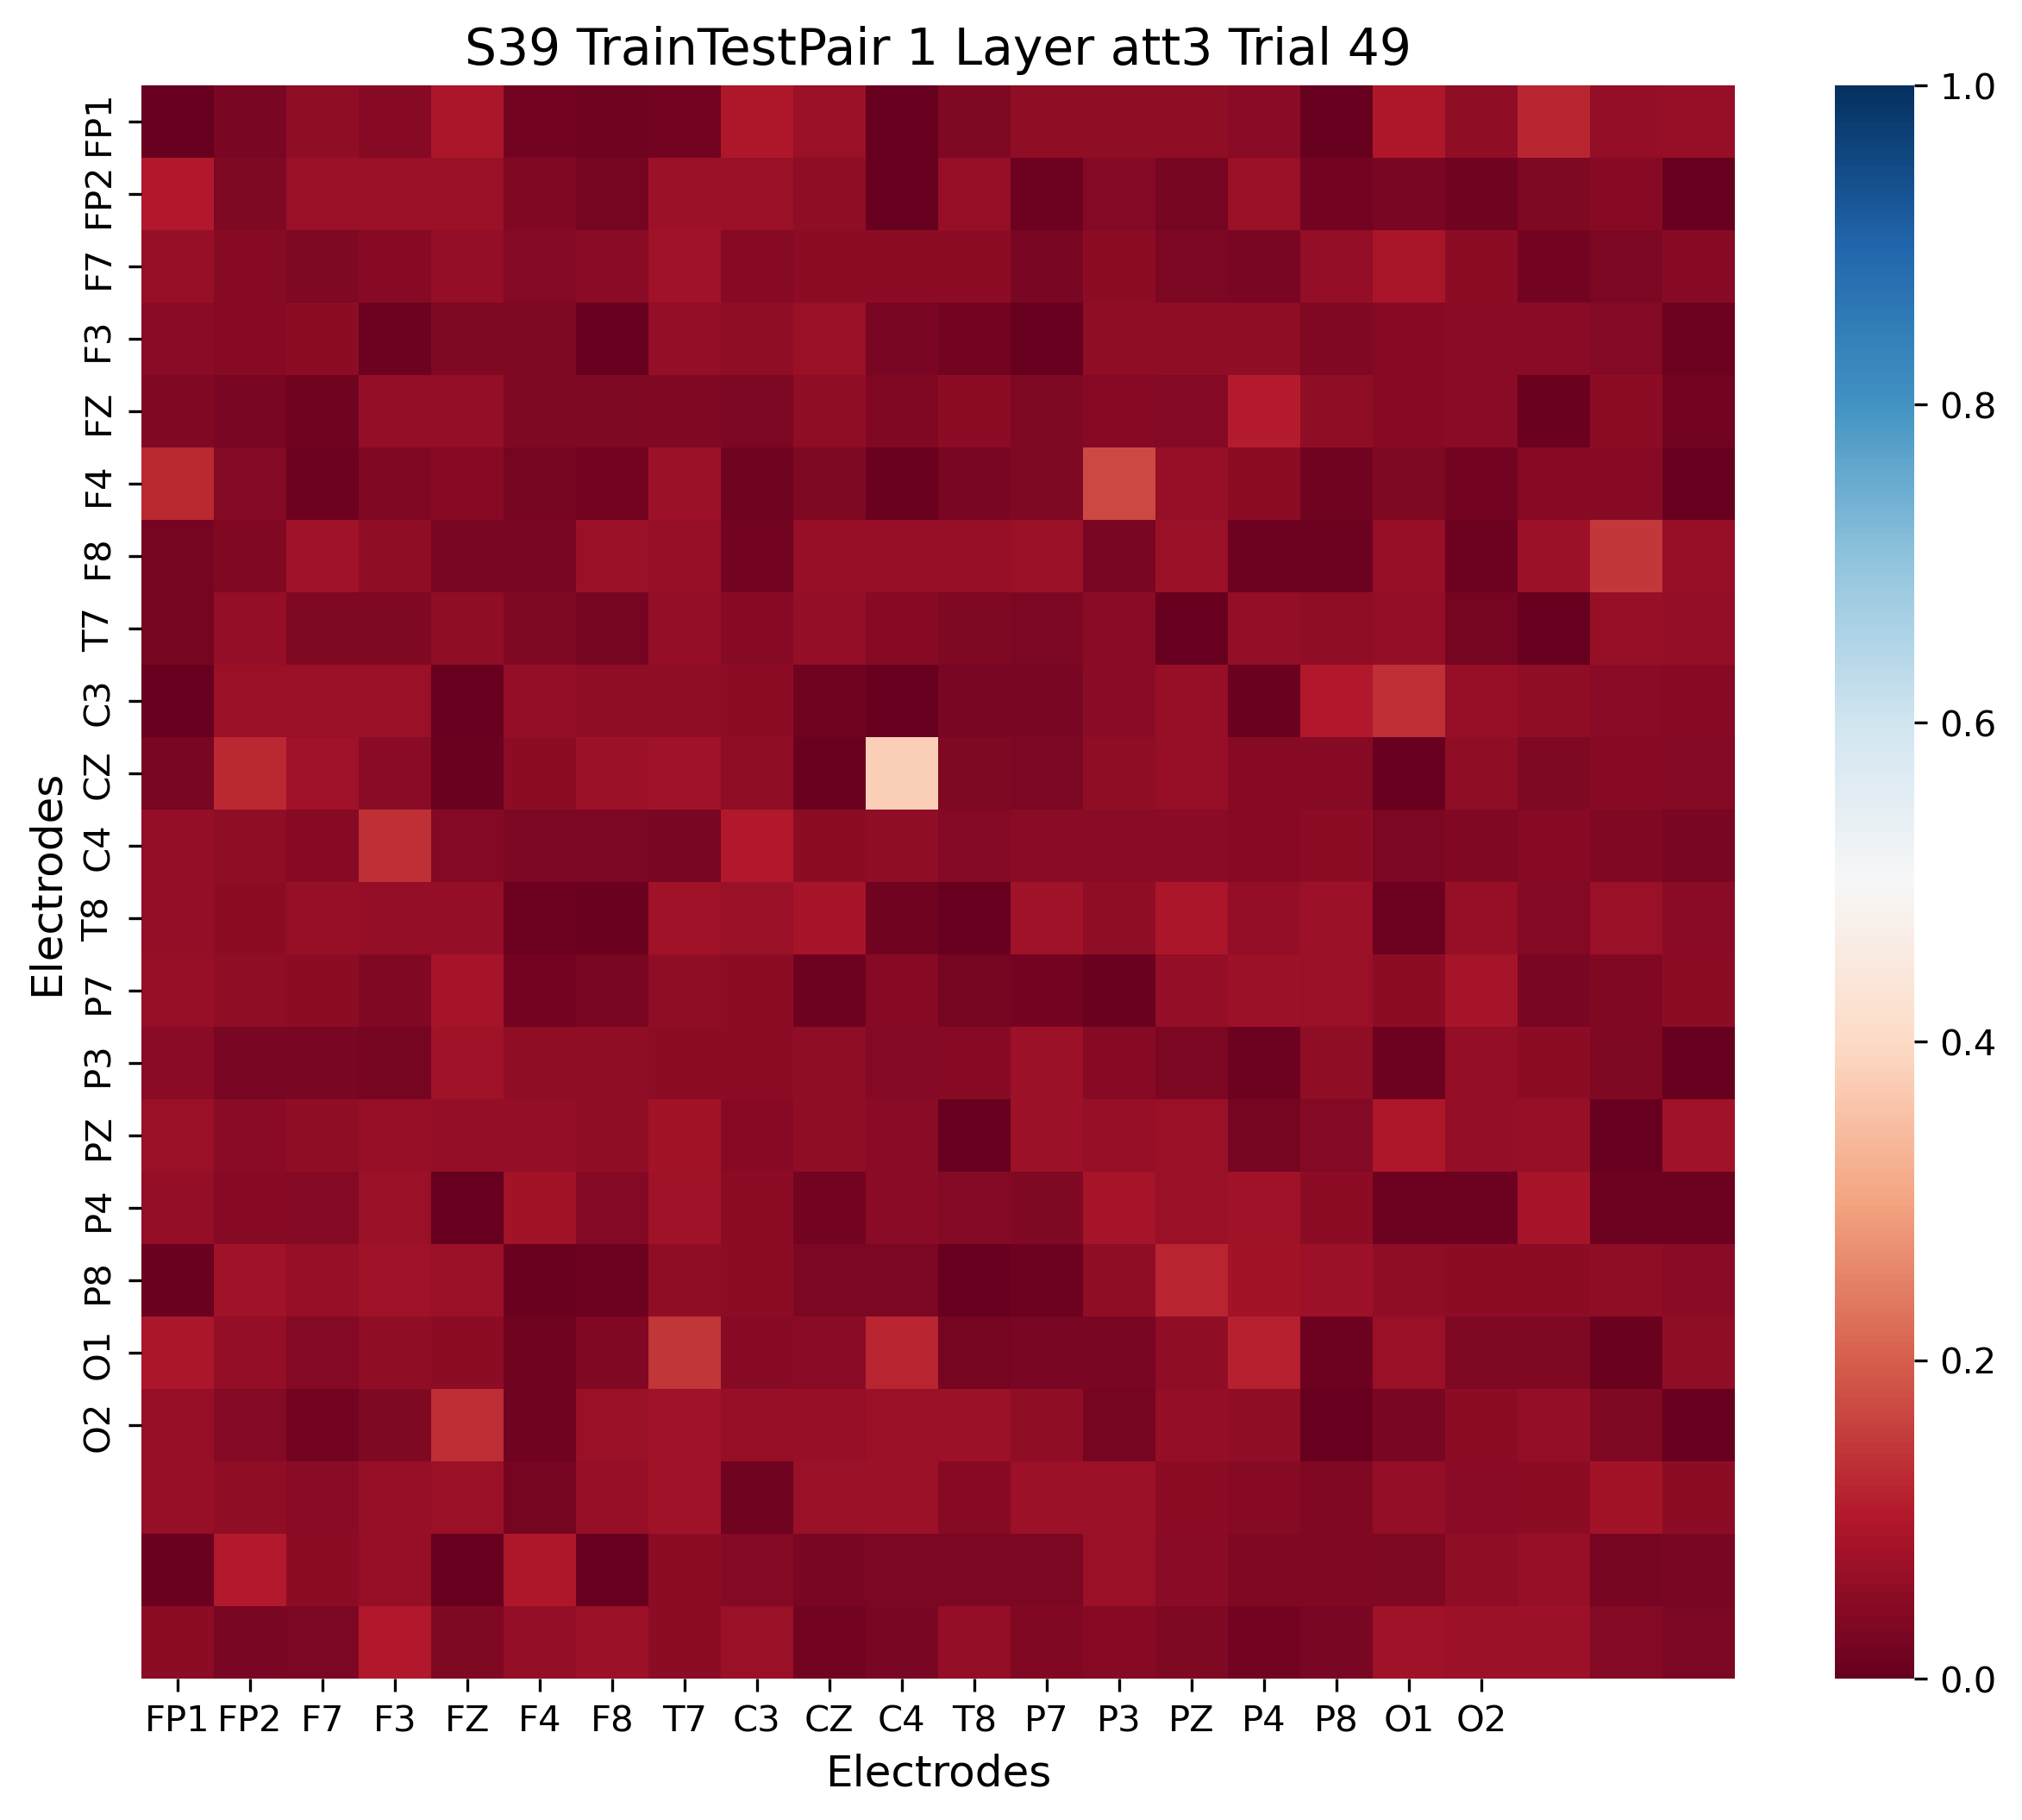 S39 TrainTestPair 1 Layer att3 Trial 49
Electrodes
FP1
FP2
F7
F3
FZ
F4
F8
T7
C3
CZ
C4
T8
P7
P3
PZ
P4
P8
O1
O2
1.0
0.8
0.6
0.4
0.2
0.0
FP1 FP2 F7 F3 FZ F4 F8 T7 C3 CZ C4 T8 P7 P3 PZ P4 P8 O1 O2
Electrodes